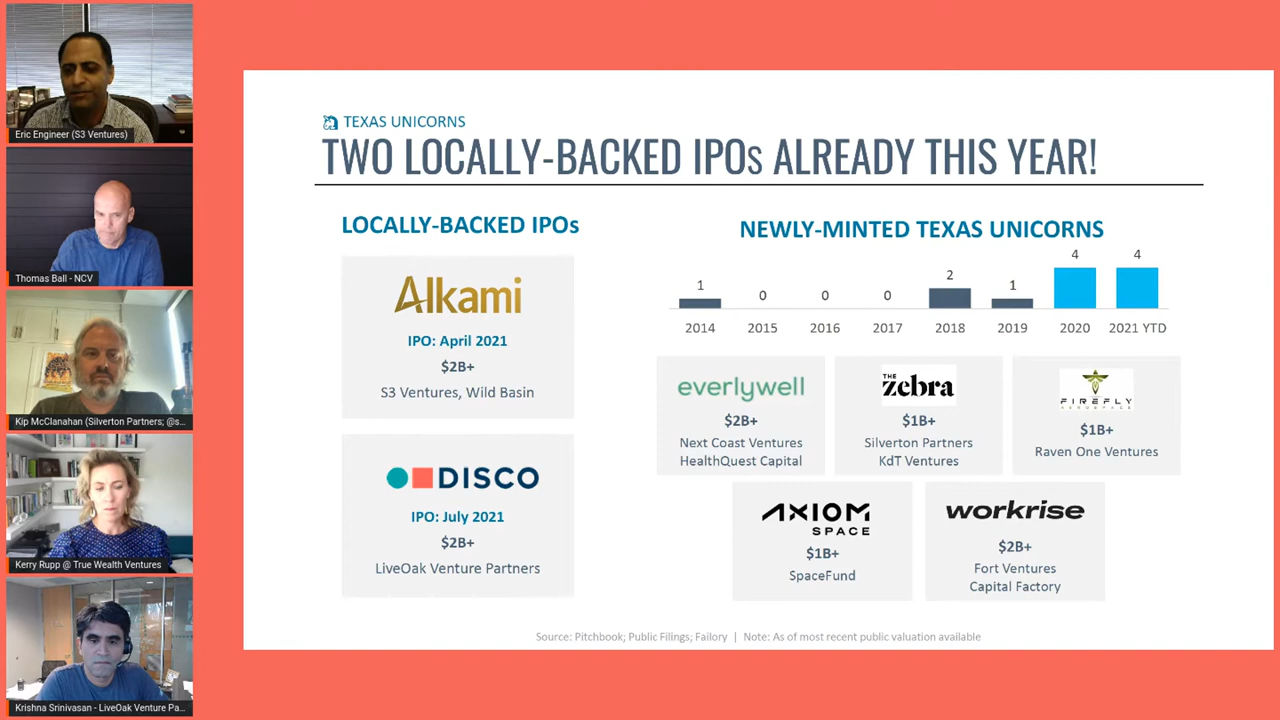 Eric Engineer (S3 Ventures)
Thomas Ball - NCV
Kip McClanahan (Silverton Partners; @s...
Kerry Rupp @ True Wealth Ventures
Krishna Srinivasan - LiveOak Venture Pa...
TEXAS UNICORNS
TWO LOCALLY-BACKED IPOs ALREADY THIS YEAR!
LOCALLY-BACKED IPOs
Alkami
IPO: April 2021
$2B+
S3 Ventures, Wild Basin
DISCO
IPO: July 2021
$2B+
LiveOak Venture Partners
NEWLY-MINTED TEXAS UNICORNS
1 0 0 0 2 1 4 4
2014 2015 2016 2017 2018 2019 2020 2021 YTD
everlywell
$2B+
Next Coast Ventures
HealthQuest Capital
THE
zebra
$1B+
Silverton Partners
KdT Ventures
FIREFLY
AEROSPACE
$1B+
Raven One Ventures
AXIOM
SPACE
$1B+
SpaceFund
workrise
$2B+
Fort Ventures
Capital Factory
Source: Pitchbook; Public Filings; Failory | Note: As of most recent public valuation available